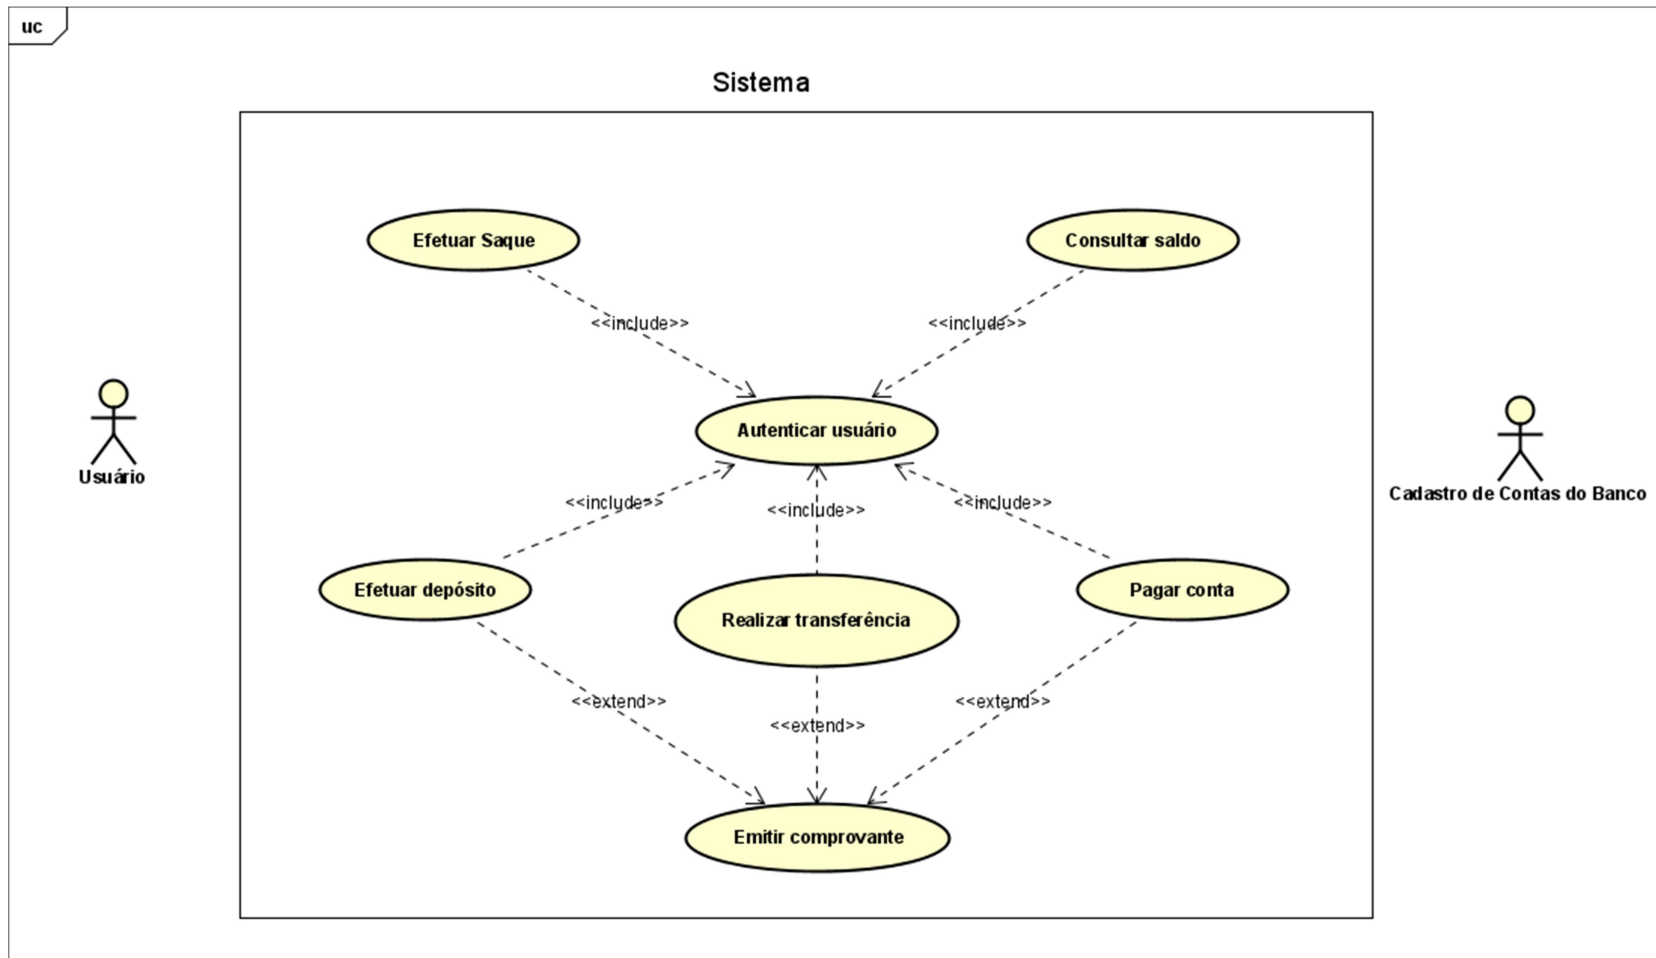 uc
Sistema
Efetuar Saque
Consultar saldo
<<include>>
<<include>>
Autenticar usuário
Usuário
Cadastro de Contas do Banco
<<include>>
<<include>>
<<include>>
Efetuar depósito
Realizar transferência
Pagar conta
<<extend>>
<<extend>>
<<extend>>
Emitir comprovante